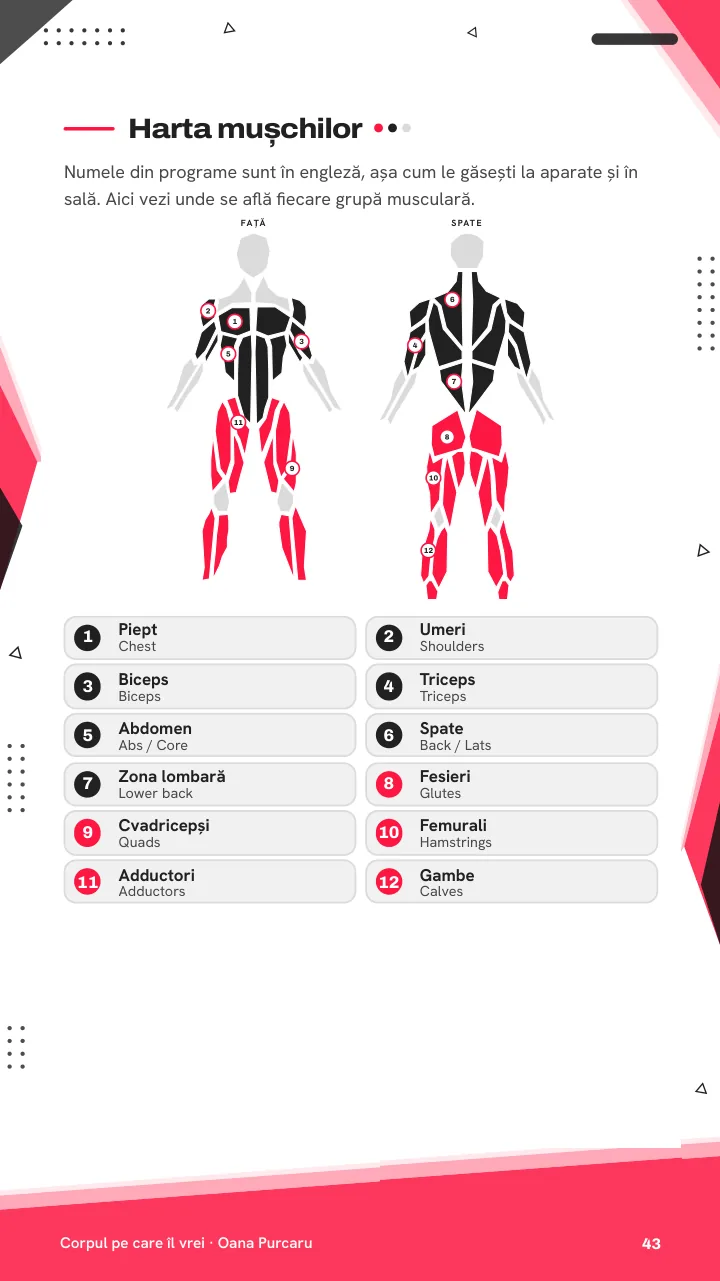 Harta mușchilor
Numele din programe sunt în engleză, așa cum le găsești la aparate și în
sală. Aici vezi unde se află fiecare grupă musculară.
FAȚĂ
SPATE
2
1
3
5
11
9
6
4
7
8
10
12
1 Piept
Chest
2 Umeri
Shoulders
3 Biceps
Biceps
4 Triceps
Triceps
5 Abdomen
Abs / Core
6 Spate
Back / Lats
7 Zona lombară
Lower back
8 Fesieri
Glutes
9 Cvadricepși
Quads
10 Femurali
Hamstrings
11 Adductori
Adductors
12 Gambe
Calves
Corpul pe care îl vrei · Oana Purcaru
43